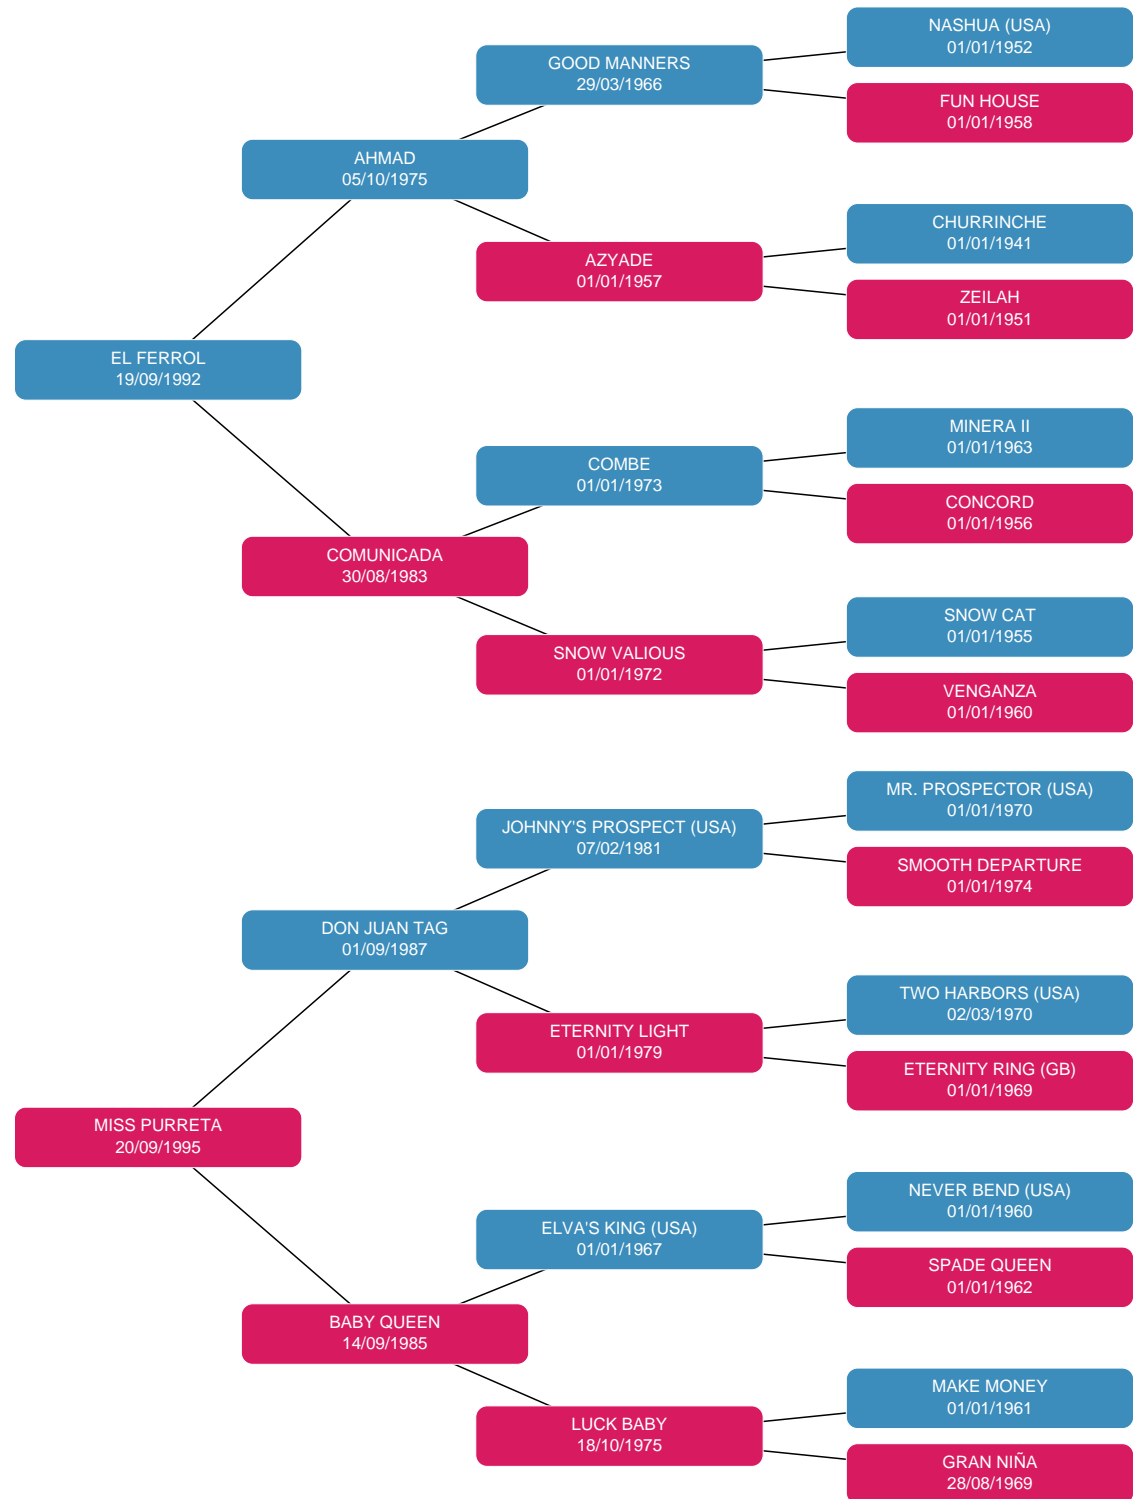 NASHUA (USA)
01/01/1952
GOOD MANNERS
29/03/1966
FUN HOUSE
01/01/1958
AHMAD
05/10/1975
CHURRINCHE
01/01/1941
AZYADE
01/01/1957
ZEILAH
01/01/1951
EL FERROL
19/09/1992
MINERA II
01/01/1963
COMBE
01/01/1973
CONCORD
01/01/1956
COMUNICADA
30/08/1983
SNOW CAT
01/01/1955
SNOW VALIOUS
01/01/1972
VENGANZA
01/01/1960
MR. PROSPECTOR (USA)
01/01/1970
JOHNNY'S PROSPECT (USA)
07/02/1981
SMOOTH DEPARTURE
01/01/1974
DON JUAN TAG
01/09/1987
TWO HARBORS (USA)
02/03/1970
ETERNITY LIGHT
01/01/1979
ETERNITY RING (GB)
01/01/1969
MISS PURRETA
20/09/1995
NEVER BEND (USA)
01/01/1960
ELVA'S KING (USA)
01/01/1967
SPADE QUEEN
01/01/1962
BABY QUEEN
14/09/1985
MAKE MONEY
01/01/1961
LUCK BABY
18/10/1975
GRAN NIÑA
28/08/1969